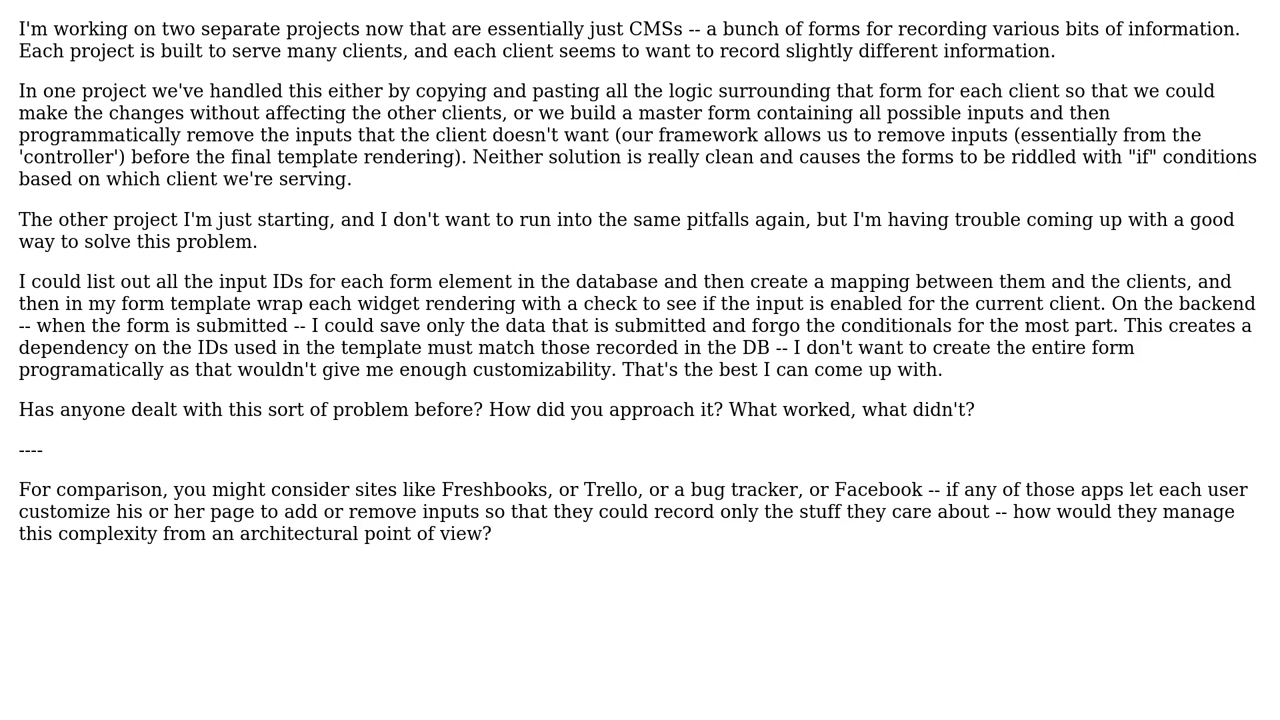 I'm working on two separate projects now that are essentially just CMSs -- a bunch of forms for recording various bits of information.
Each project is built to serve many clients, and each client seems to want to record slightly different information.
In one project we've handled this either by copying and pasting all the logic surrounding that form for each client so that we could
make the changes without affecting the other clients, or we build a master form containing all possible inputs and then
programmatically remove the inputs that the client doesn't want (our framework allows us to remove inputs (essentially from the
'controller') before the final template rendering). Neither solution is really clean and causes the forms to be riddled with "if" conditions
based on which client we're serving.
The other project I'm just starting, and I don't want to run into the same pitfalls again, but I'm having trouble coming up with a good
way to solve this problem.
I could list out all the input IDs for each form element in the database and then create a mapping between them and the clients, and
then in my form template wrap each widget rendering with a check to see if the input is enabled for the current client. On the backend
-- when the form is submitted -- I could save only the data that is submitted and forgo the conditionals for the most part. This creates a
dependency on the IDs used in the template must match those recorded in the DB -- I don't want to create the entire form
programatically as that wouldn't give me enough customizability. That's the best I can come up with.
Has anyone dealt with this sort of problem before? How did you approach it? What worked, what didn't?
----
For comparison, you might consider sites like Freshbooks, or Trello, or a bug tracker, or Facebook -- if any of those apps let each user
customize his or her page to add or remove inputs so that they could record only the stuff they care about -- how would they manage
this complexity from an architectural point of view?